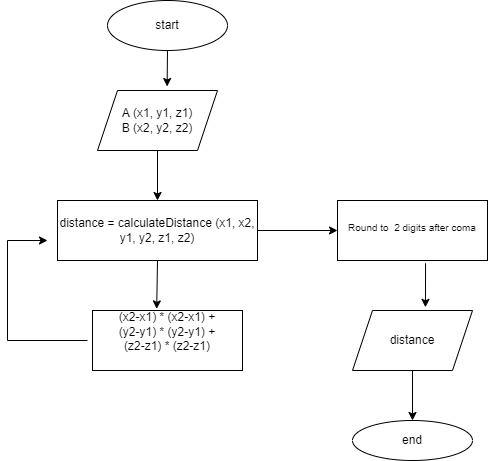 start
A (x1, y1, z1)
B (x2, y2, z2)
distance = calculateDistance (x1, x2,
y1, y2, z1, z2)
Round to 2 digits after coma
(x2-x1) * (x2-x1) +
(y2-y1) * (y2-y1) +
(z2-z1) * (z2-z1)
distance
end